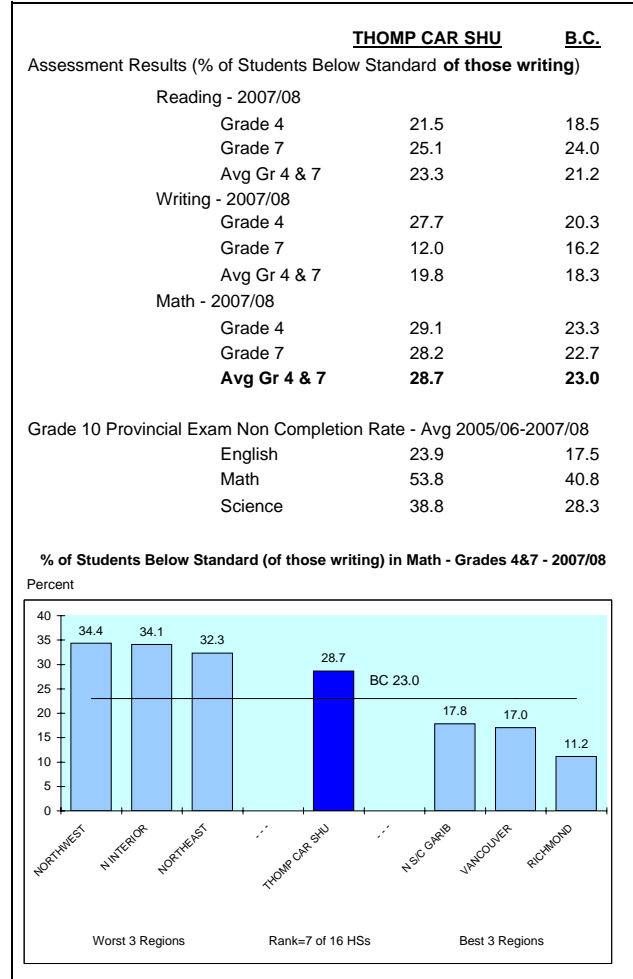 THOMP CAR SHU B.C.
Assessment Results (% of Students Below Standard of those writing)
Reading - 2007/08
Grade 4 21.5 18.5
Grade 7 25.1 24.0
Avg Gr 4 & 7 23.3 21.2
Writing - 2007/08
Grade 4 27.7 20.3
Grade 7 12.0 16.2
Avg Gr 4 & 7 19.8 18.3
Math - 2007/08
Grade 4 29.1 23.3
Grade 7 28.2 22.7
Avg Gr 4 & 7 28.7 23.0
Grade 10 Provincial Exam Non Completion Rate - Avg 2005/06-2007/08
English 23.9 17.5
Math 53.8 40.8
Science 38.8 28.3
% of Students Below Standard (of those writing) in Math - Grades 4&7 - 2007/08
Percent
40
35
30
25
20
15
10
5
0
34.4 34.1 32.3 28.7 17.8 17.0 11.2
BC 23.0
NORTHWEST N INTERIOR NORTHEAST - - - THOMP CAR SHU - - - N S/C GARIB VANCOUVER RICHMOND
Worst 3 Regions Rank=7 of 16 HSs Best 3 Regions